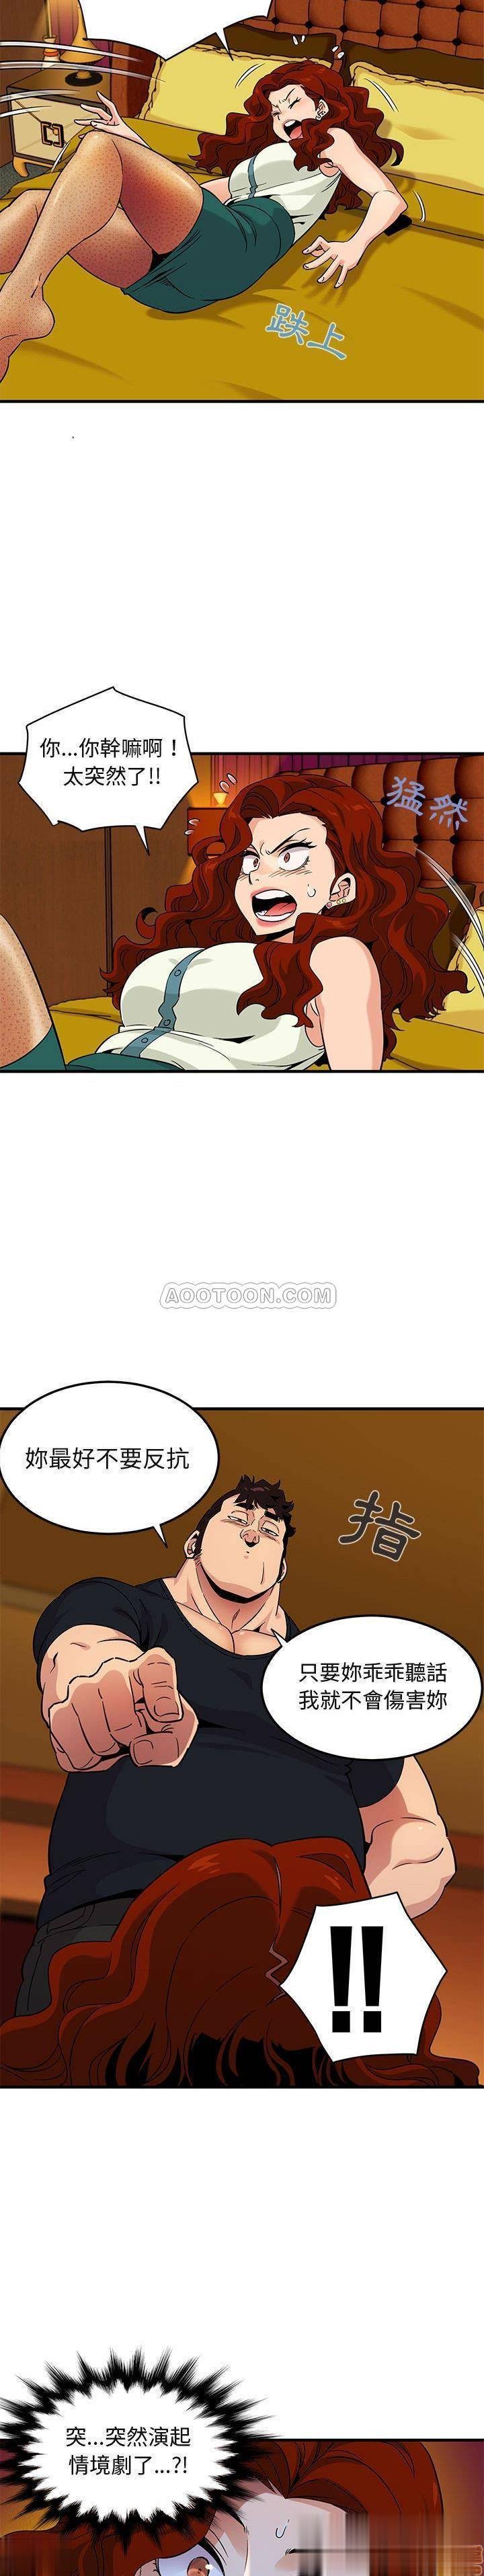 跌上
你...你幹嘛啊！
太突然了!!
猛然
AOOTOON.COM
妳最好不要反抗
指
只要妳乖乖聽話
我就不會傷害妳
!!
突...突然演起
情境劇了...?!